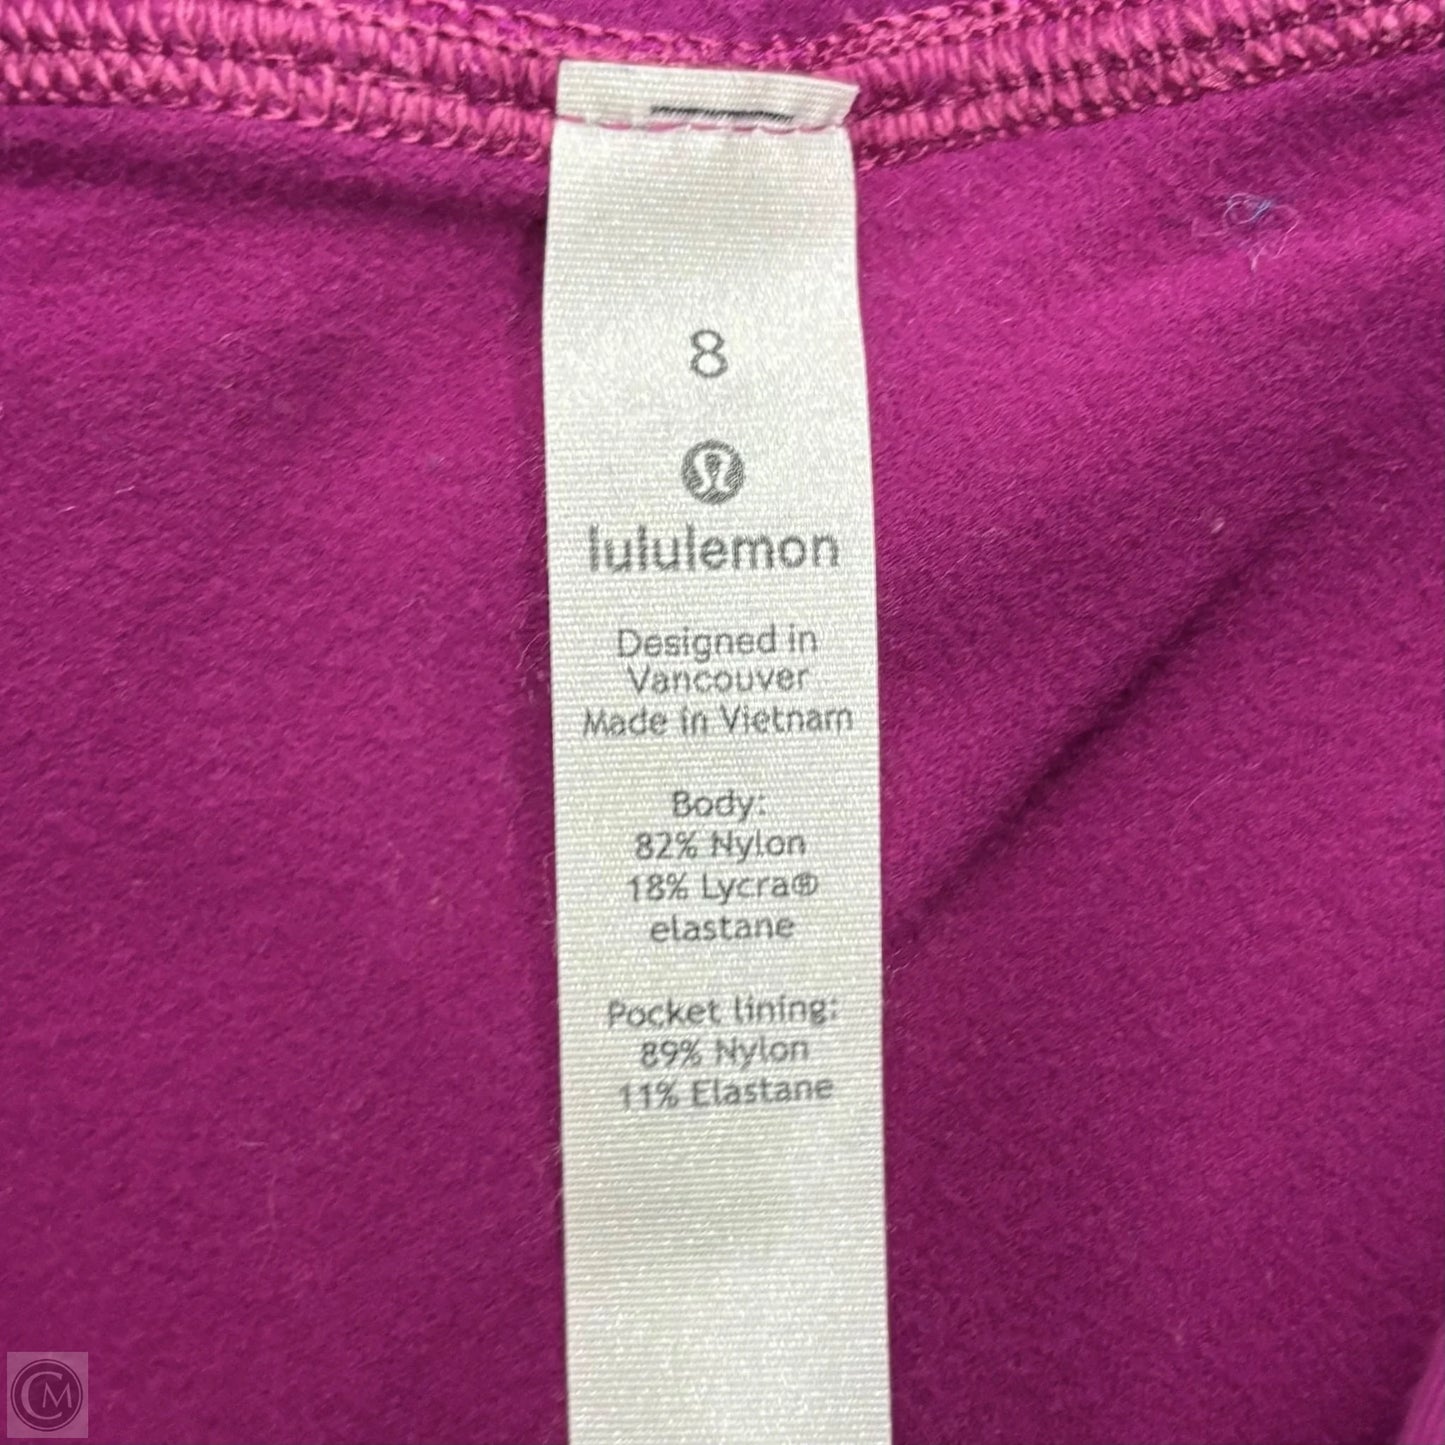 8
lululemon
Designed in
Vancouver
Made in Vietnam
Body:
82% Nylon
18% Lycra®
elastane
Pocket lining:
89% Nylon
11% Elastane
CM